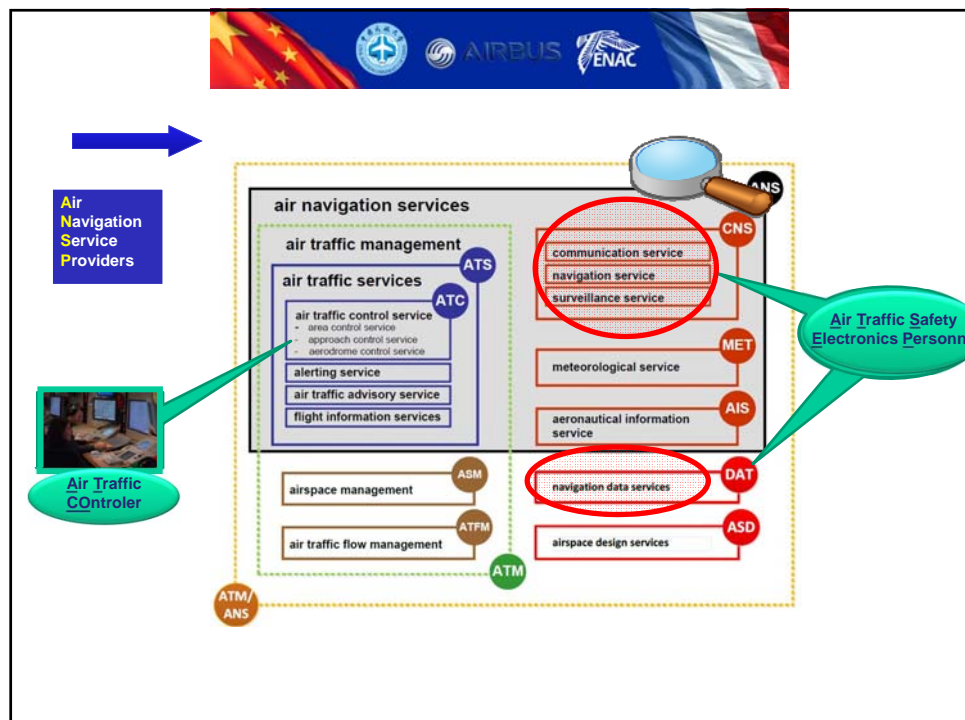 AIRBUS
ENAC
Air
Navigation
Service
Providers
ANS
air navigation services
air traffic management
ATS
air traffic services
ATC
air traffic control service
- area control service
- approach control service
- aerodrome control service
alerting service
air traffic advisory service
flight information services
CNS
communication service
navigation service
surveillance service
MET
meteorological service
AIS
aeronautical information
service
Air Traffic Safety
Electronics Personn
Air Traffic
COntroler
ASM
airspace management
ATFM
air traffic flow management
ATM
DAT
navigation data services
ASD
airspace design services
ATM/
ANS